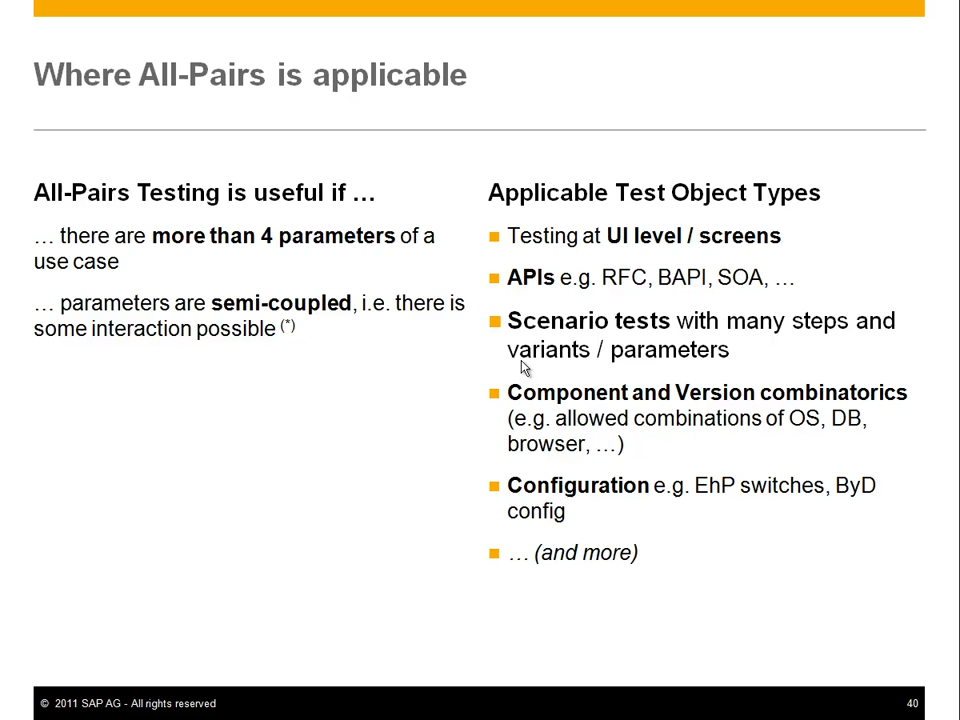 Where All-Pairs is applicable
All-Pairs Testing is useful if …
… there are more than 4 parameters of a
use case
… parameters are semi-coupled, i.e. there is
some interaction possible (*)
Applicable Test Object Types
Testing at UI level / screens
APIs e.g. RFC, BAPI, SOA, …
Scenario tests with many steps and
variants / parameters
Component and Version combinatorics
(e.g. allowed combinations of OS, DB,
browser, …)
Configuration e.g. EhP switches, ByD
config
… (and more)
© 2011 SAP AG - All rights reserved
40